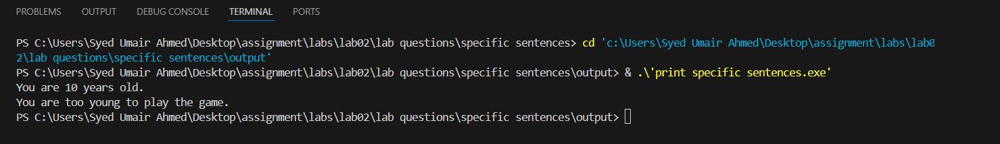 PROBLEMS OUTPUT DEBUG CONSOLE TERMINAL PORTS
PS C:\Users\Syed Umair Ahmed\Desktop\assignment\labs\lab02\lab questions\specific sentences> cd 'c:\Users\Syed Umair Ahmed\Desktop\assignment\labs\lab0
2\lab questions\specific sentences\output'
PS C:\Users\Syed Umair Ahmed\Desktop\assignment\labs\lab02\lab questions\specific sentences\output> & .\'print specific sentences.exe'
You are 10 years old.
You are too young to play the game.
PS C:\Users\Syed Umair Ahmed\Desktop\assignment\labs\lab02\lab questions\specific sentences\output>